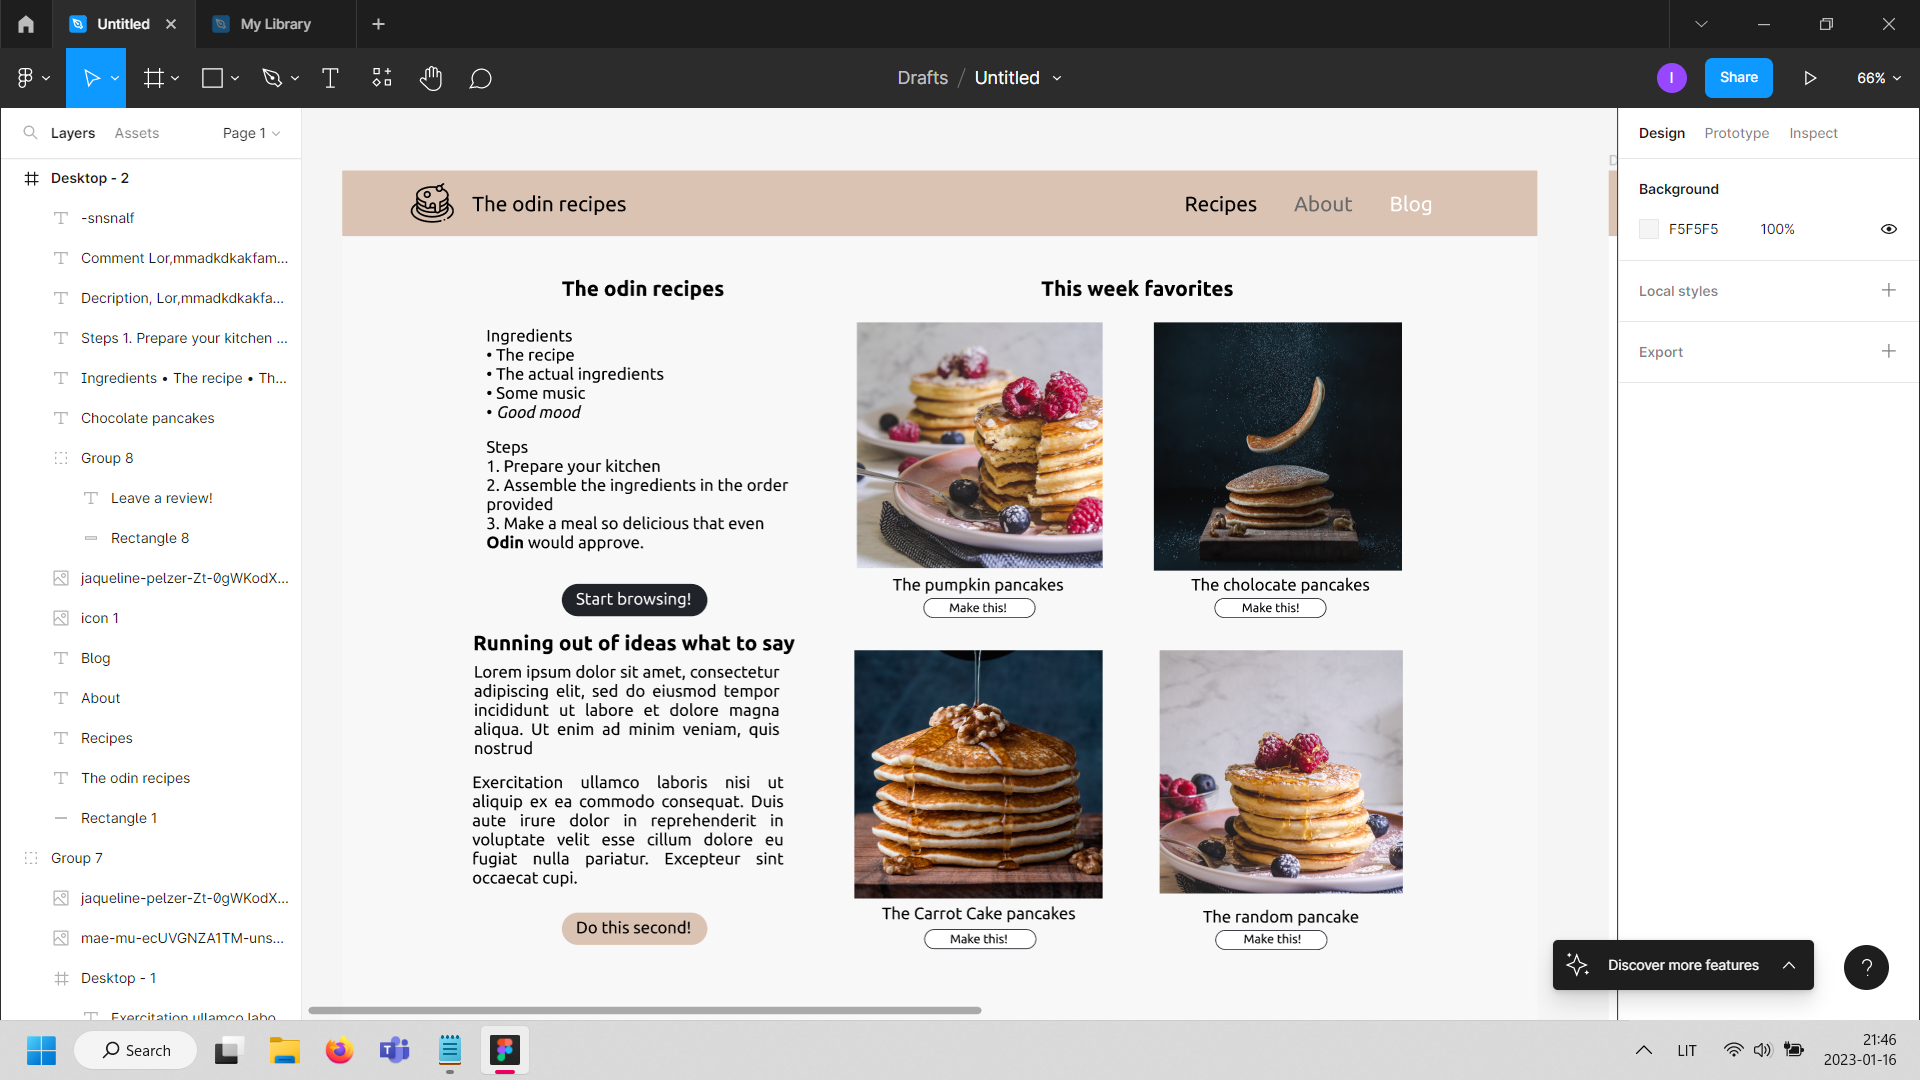 Untitled
My Library
Drafts / Untitled
I
Share
66%
Layers
Assets
Page 1
Desktop - 2
-snsnalf
Comment Lor,mmadkdkakfam...
Decription, Lor,mmadkdkakfa...
Steps 1. Prepare your kitchen ...
Ingredients • The recipe • Th...
Chocolate pancakes
Group 8
Leave a review!
Rectangle 8
jaqueline-pelzer-Zt-0gWKodX...
icon 1
Blog
About
Recipes
The odin recipes
Rectangle 1
Group 7
jaqueline-pelzer-Zt-0gWKodX...
mae-mu-ecUVGNZA1TM-uns...
Desktop - 1
Exercitation ullamco labo
The odin recipes
Recipes
About
Blog
The odin recipes
Ingredients
• The recipe
• The actual ingredients
• Some music
• Good mood
Steps
1. Prepare your kitchen
2. Assemble the ingredients in the order
provided
3. Make a meal so delicious that even
Odin would approve.
Start browsing!
Running out of ideas what to say
Lorem ipsum dolor sit amet, consectetur
adipiscing elit, sed do eiusmod tempor
incididunt ut labore et dolore magna
aliqua. Ut enim ad minim veniam, quis
nostrud
Exercitation ullamco laboris nisi ut
aliquip ex ea commodo consequat. Duis
aute irure dolor in reprehenderit in
voluptate velit esse cillum dolore eu
fugiat nulla pariatur. Excepteur sint
occaecat cupi.
Do this second!
This week favorites
The pumpkin pancakes
Make this!
The cholocate pancakes
Make this!
The Carrot Cake pancakes
Make this!
The random pancake
Make this!
D
Design
Prototype
Inspect
Background
F5F5F5
100%
Local styles
Export
Discover more features
?
Search
LIT
21:46
2023-01-16